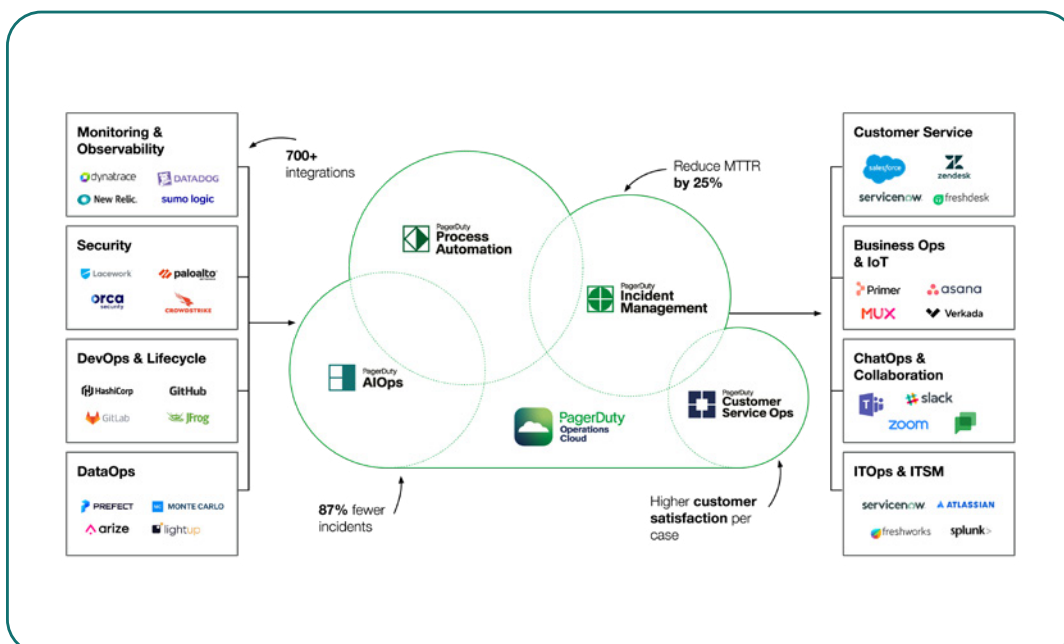 Monitoring &
Observability
dynatrace
DATADOG
New Relic.
sumo logic
Security
Lacework
paloalto
orca
security
CROWDSTRIKE
DevOps & Lifecycle
HashiCorp
GitHub
GitLab
JFrog
DataOps
PREFECT
MONTE CARLO
arize
lightup
700+
integrations
PagerDuty
Process
Automation
PagerDuty
AIOps
87% fewer
incidents
Reduce MTTR
by 25%
PagerDuty
Incident
Management
PagerDuty
Customer
Service Ops
PagerDuty
Operations
Cloud
Higher customer
satisfaction per
case
Customer Service
salesforce
zendesk
servicenow
freshdesk
Business Ops
& IoT
Primer
asana
MUX
Verkada
ChatOps &
Collaboration
slack
zoom
ITOps & ITSM
servicenow
ATLASSIAN
freshworks
splunk>